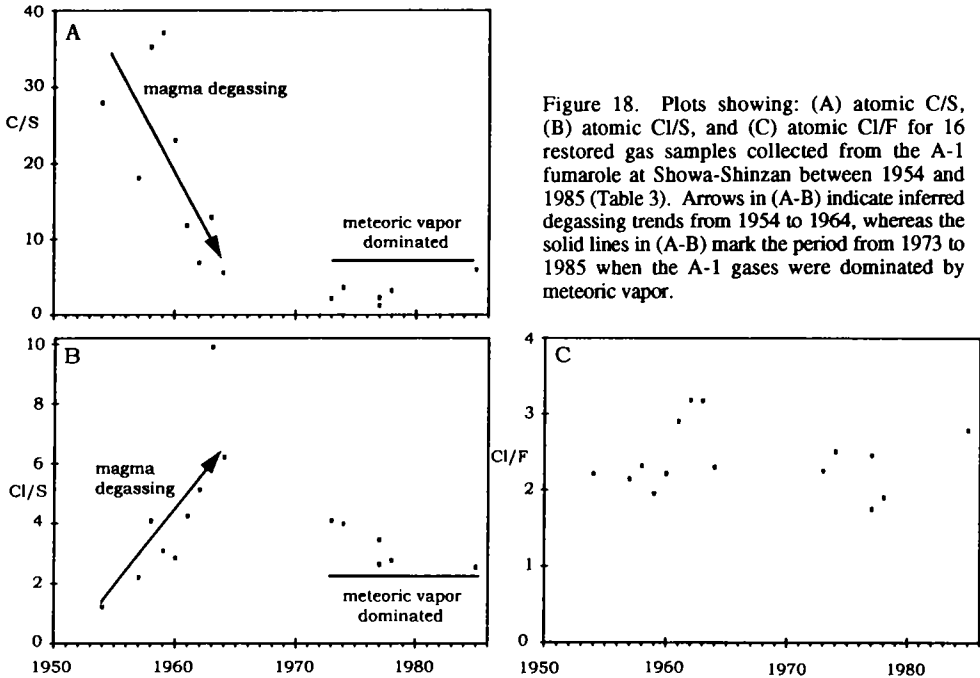 40
A
30
C/S
20
10
0
1950
1960
1970
1980
magma degassing
meteoric vapor
dominated
Figure 18. Plots showing: (A) atomic C/S,
(B) atomic Cl/S, and (C) atomic Cl/F for 16
restored gas samples collected from the A-1
fumarole at Showa-Shinzan between 1954 and
1985 (Table 3). Arrows in (A-B) indicate inferred
degassing trends from 1954 to 1964, whereas the
solid lines in (A-B) mark the period from 1973 to
1985 when the A-1 gases were dominated by
meteoric vapor.
10
B
8
6
Cl/S
4
2
0
magma
degassing
meteoric vapor
dominated
1950
1960
1970
1980
4
C
3
Cl/F
2
1
0
1950
1960
1970
1980